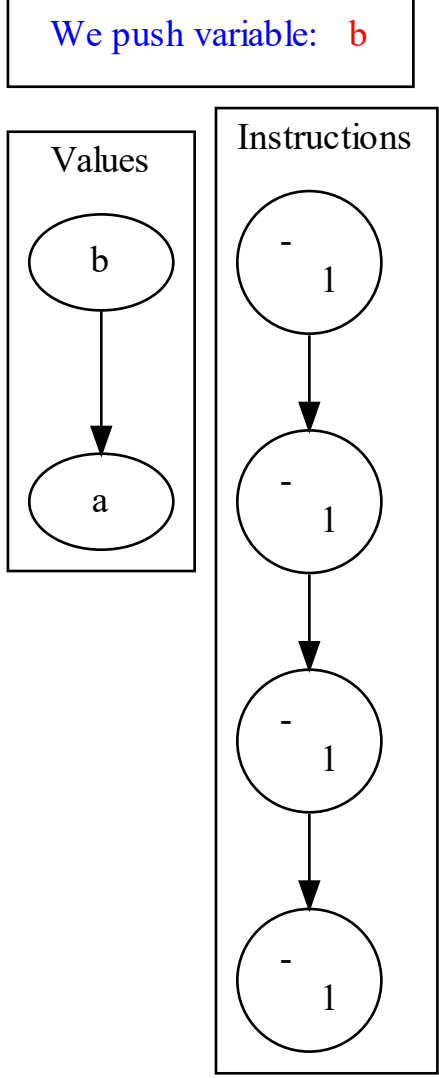 We push variable: b
Values
b
a
Instructions
-
1
-
1
-
1
-
1